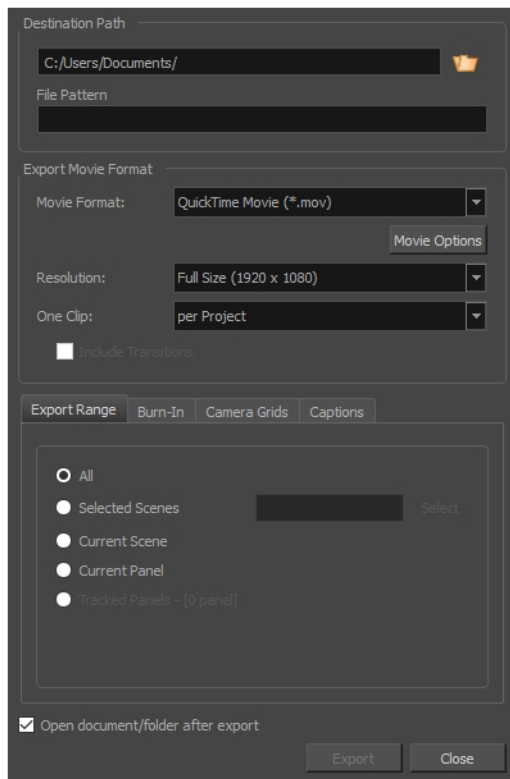 Destination Path
C:/Users/Documents/
File Pattern
Export Movie Format
Movie Format: QuickTime Movie (*.mov)
Movie Options
Resolution: Full Size (1920 x 1080)
One Clip: per Project
Include Transitions
Export Range Burn-In Camera Grids Captions
All
Selected Scenes Select
Current Scene
Current Panel
Tracked Panels - [0 panel]
Open document/folder after export
Export Close